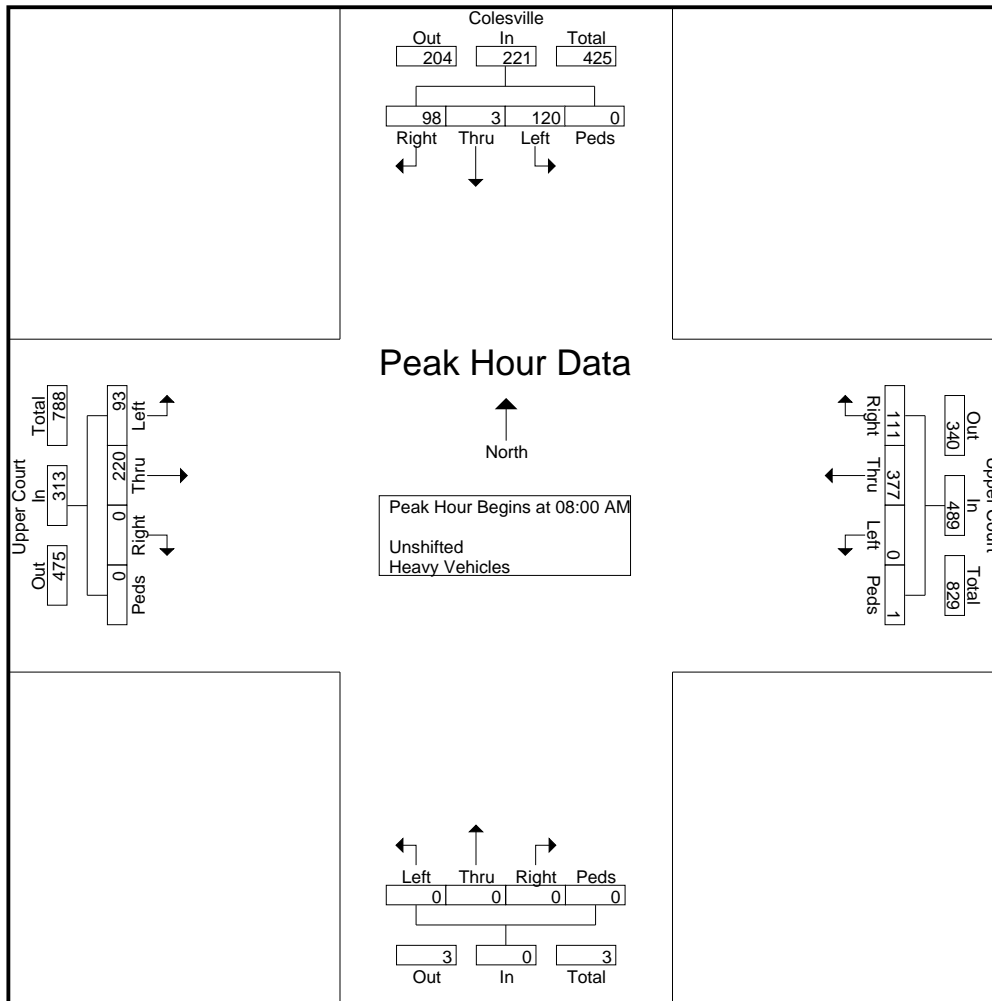 Colesville
Out In Total
204 221 425
98 3 120 0
Right Thru Left Peds
Peak Hour Data
North
Peak Hour Begins at 08:00 AM
Unshifted
Heavy Vehicles
Upper Court
Total In Out
788 313 475
93 220 0 0
Left Thru Right Peds
Upper Court
Out In Total
340 489 829
111 377 0 1
Right Thru Left Peds
Left Thru Right Peds
0 0 0 0
3 0 3
Out In Total